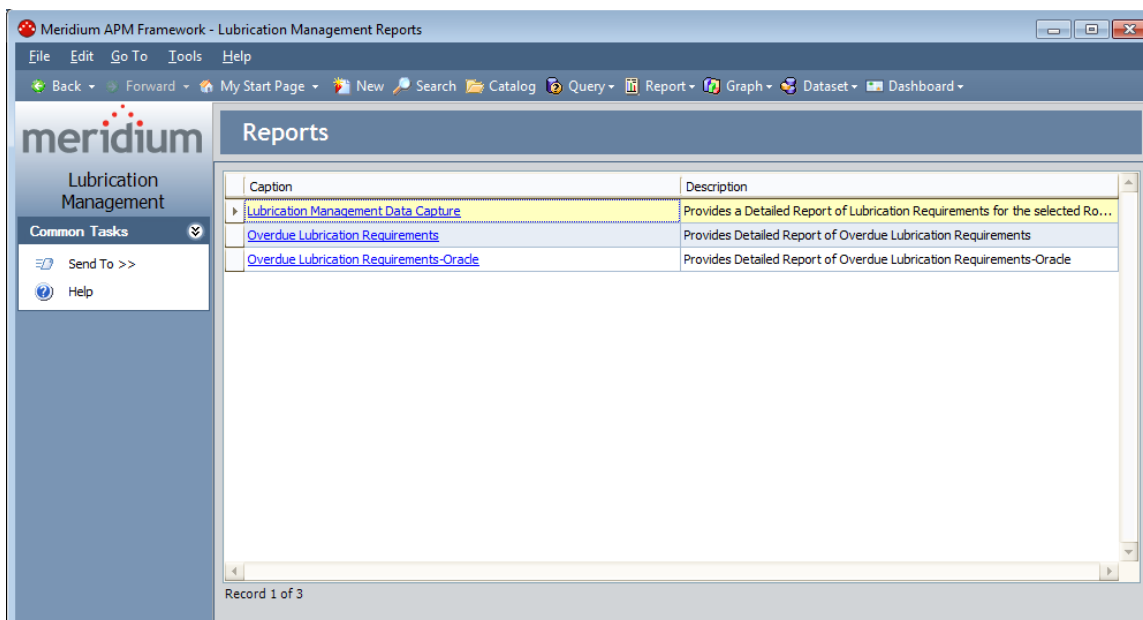 Meridium APM Framework - Lubrication Management Reports
File Edit Go To Tools Help
Back Forward My Start Page New Search Catalog Query Report Graph Dataset Dashboard
meridium
Reports
Lubrication
Management
Common Tasks
Send To >>
Help
Caption Description
Lubrication Management Data Capture Provides a Detailed Report of Lubrication Requirements for the selected Ro...
Overdue Lubrication Requirements Provides Detailed Report of Overdue Lubrication Requirements
Overdue Lubrication Requirements-Oracle Provides Detailed Report of Overdue Lubrication Requirements-Oracle
Record 1 of 3